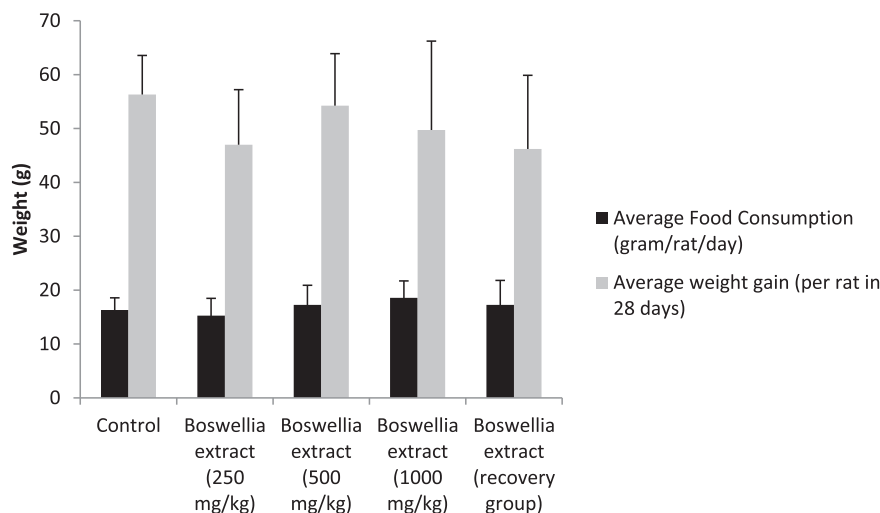 70
60
50
40
30
20
10
0
Weight (g)
Control
Boswellia
extract
(250
mg/kg)
Boswellia
extract
(500
mg/kg)
Boswellia
extract
(1000
mg/kg)
Boswellia
extract
(recovery
group)
Average Food Consumption
(gram/rat/day)
Average weight gain (per rat in
28 days)